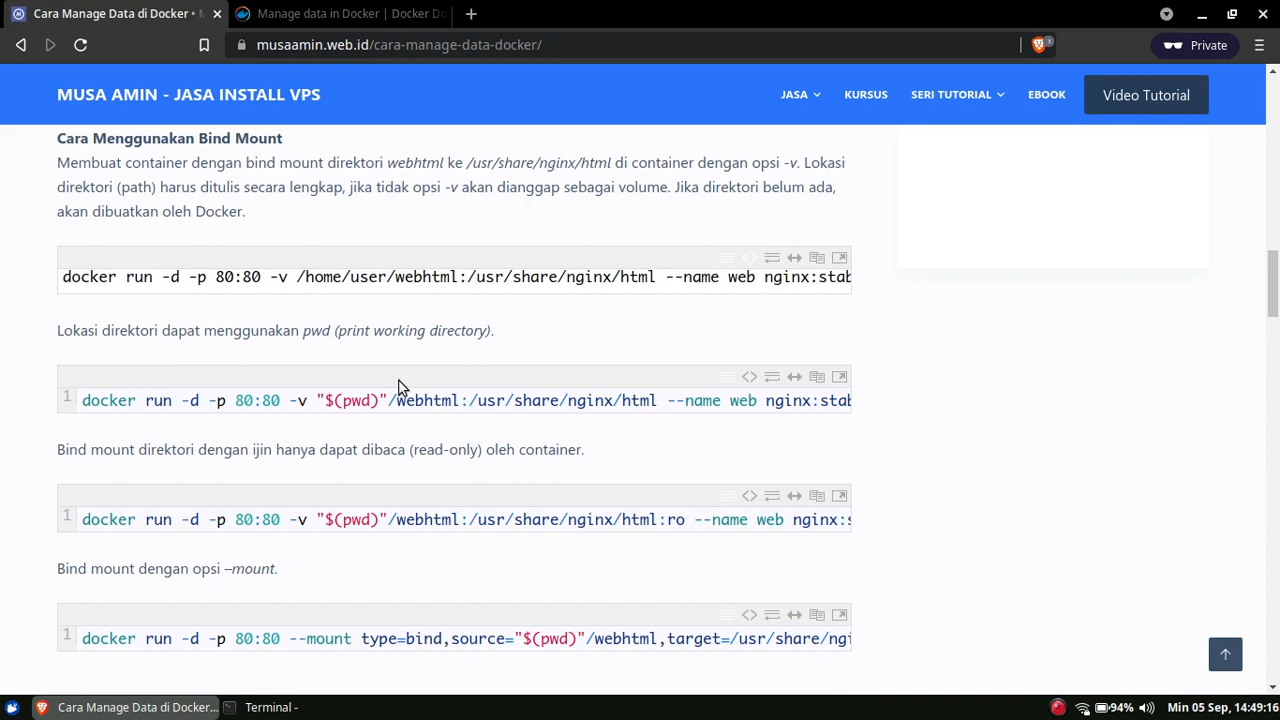 Cara Manage Data di Docker •
Manage data in Docker | Docker Do
musaamin.web.id/cara-manage-data-docker/
3
Private
MUSA AMIN - JASA INSTALL VPS
JASA
KURSUS
SERI TUTORIAL
EBOOK
Video Tutorial
Cara Menggunakan Bind Mount
Membuat container dengan bind mount direktori webhtml ke /usr/share/nginx/html di container dengan opsi -v. Lokasi
direktori (path) harus ditulis secara lengkap, jika tidak opsi -v akan dianggap sebagai volume. Jika direktori belum ada,
akan dibuatkan oleh Docker.
docker run -d -p 80:80 -v /home/user/webhtml:/usr/share/nginx/html --name web nginx:stab
Lokasi direktori dapat menggunakan pwd (print working directory).
1 docker run -d -p 80:80 -v "$(pwd)"/webhtml:/usr/share/nginx/html --name web nginx:stab
Bind mount direktori dengan ijin hanya dapat dibaca (read-only) oleh container.
1 docker run -d -p 80:80 -v "$(pwd)"/webhtml:/usr/share/nginx/html:ro --name web nginx:s
Bind mount dengan opsi –mount.
1 docker run -d -p 80:80 --mount type=bind,source="$(pwd)"/webhtml,target=/usr/share/ngi
Cara Manage Data di Docker...
Terminal -
94%
Min 05 Sep, 14:49:16